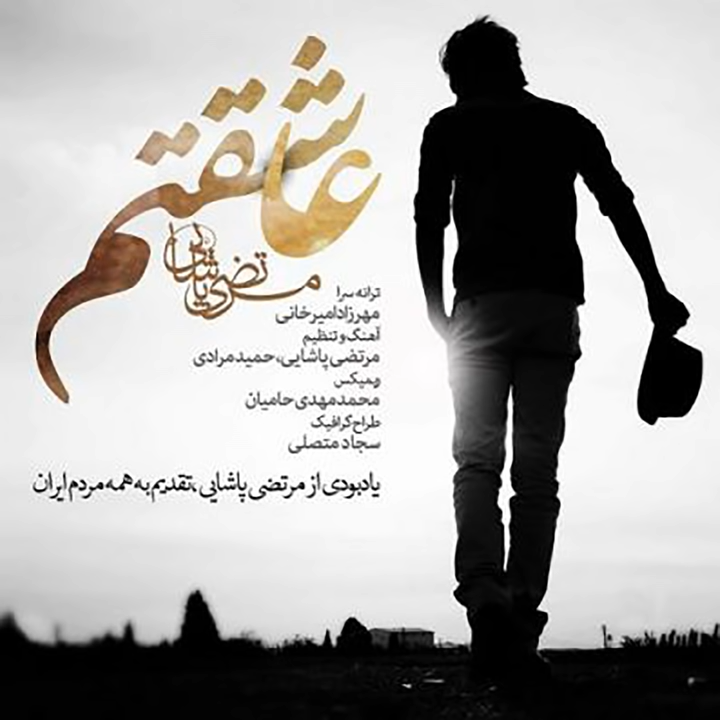 عاشقتم
مرتضی پاشایی
ترانه سرا
مهرزاد امیرخانی
آهنگ و تنظیم
مرتضی پاشایی، حمید مرادی
ریمیکس
محمدمهدی حامیان
طراح گرافیک
سجاد متصلی
یادبودی از مرتضی پاشایی، تقدیم به همه مردم ایران